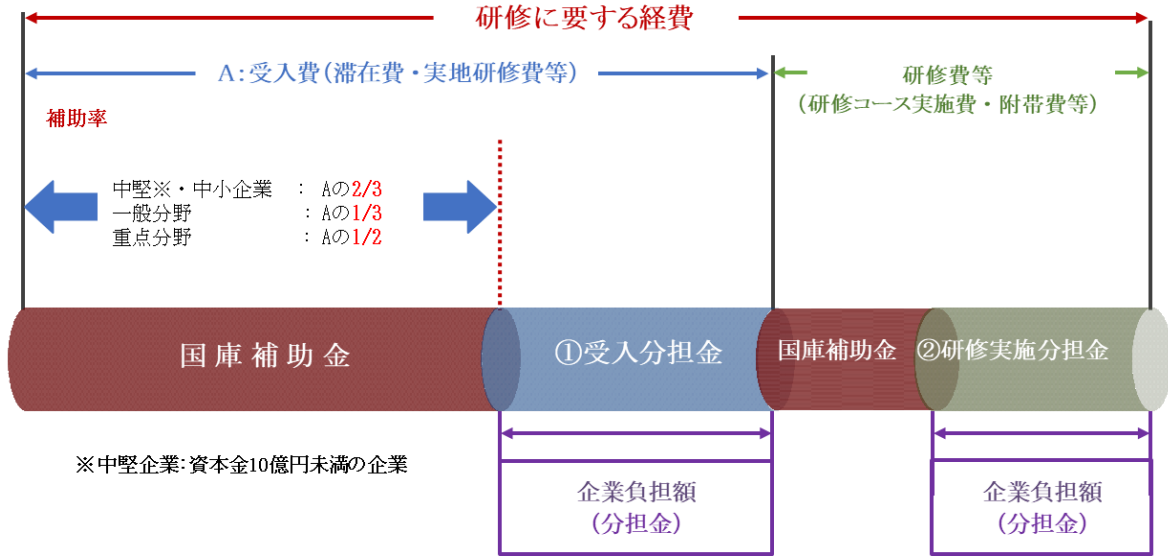 研修に要する経費
A:受入費(滞在費・実地研修費等)
研修費等
(研修コース実施費・附帯費等)
補助率
中堅※・中小企業 : Aの2/3
一般分野 : Aの1/3
重点分野 : Aの1/2
国庫補助金
①受入分担金
国庫補助金
②研修実施分担金
※中堅企業:資本金10億円未満の企業
企業負担額
(分担金)
企業負担額
(分担金)